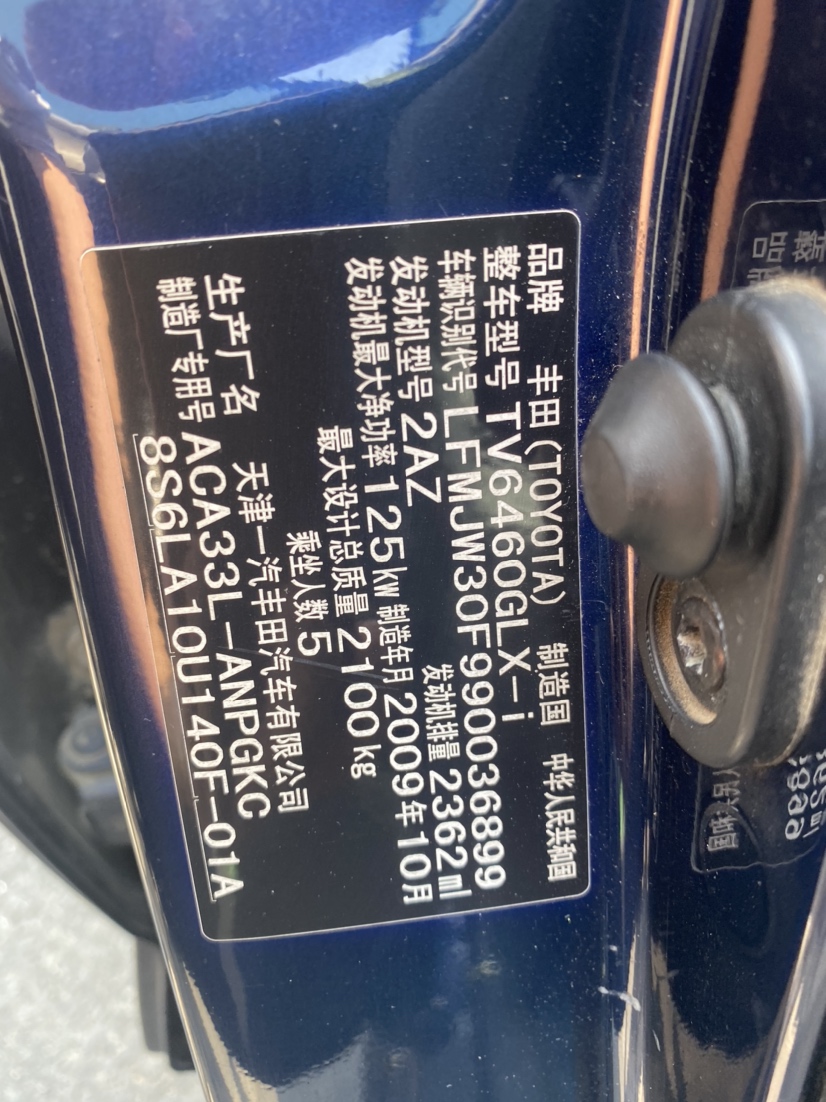 品牌 丰田(TOYOTA) 制造国 中华人民共和国
整车型号 TV6460GLX-i
车辆识别代号 LFMJW30F990036899
发动机型号 2AZ 发动机排量 2362ml
发动机最大净功率 125kw 制造年月 2009年10月
最大设计总质量 2100kg
乘坐人数 5
生产厂名 天津一汽丰田汽车有限公司
制造厂专用号 ACA33L-ANPGKC
8S6LA10U140F-01A